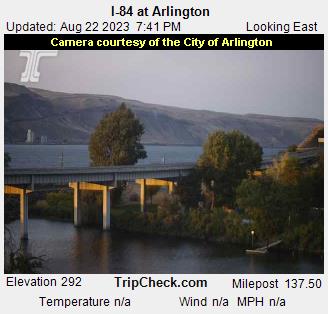 I-84 at Arlington
Updated: Aug 22 2023 7:41 PM Looking East
Camera courtesy of the City of Arlington
Elevation 292 TripCheck.com Milepost 137.50
Temperature n/a Wind n/a MPH n/a